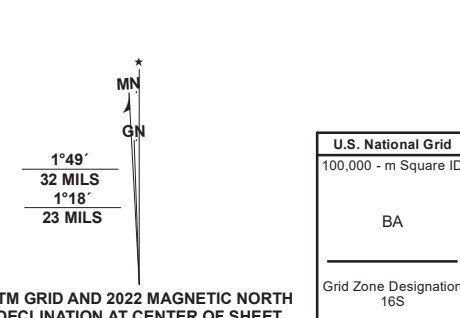 ★
MN
GN
1°49´
32 MILS
1°18´
23 MILS
TM GRID AND 2022 MAGNETIC NORTH
DECLINATION AT CENTER OF SHEET
U.S. National Grid
100,000 - m Square ID
BA
Grid Zone Designation
16S